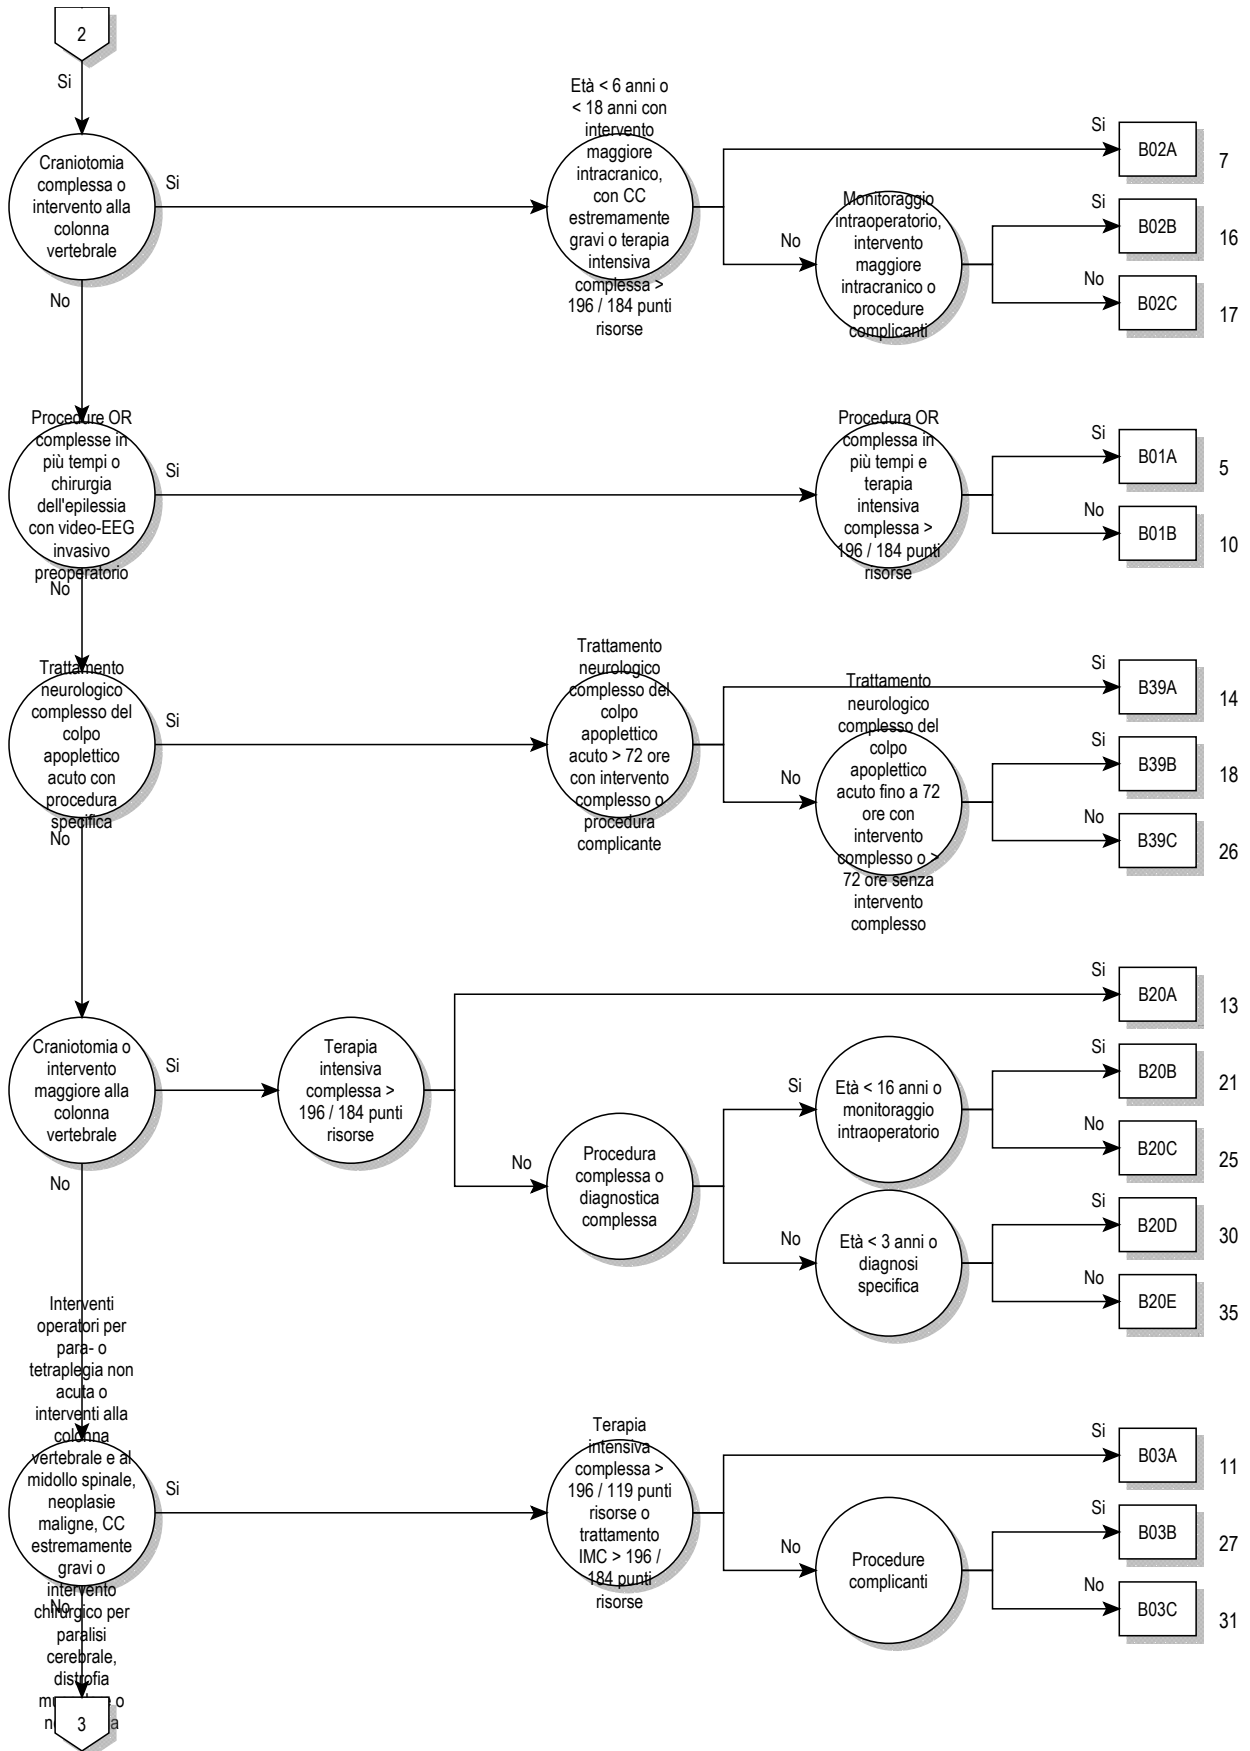 2
Si
Craniotomia
complessa o
intervento alla
colonna
vertebrale
Si
No
Età < 6 anni o
< 18 anni con
intervento
maggiore
intracranico,
con CC
estremamente
gravi o terapia
intensiva
complessa >
196 / 184 punti
risorse
No
Monitoraggio
intraoperatorio,
intervento
maggiore
intracranico o
procedure
complicanti
Si
B02A
7
Si
B02B
16
No
B02C
17
Procedure OR
complesse in
più tempi o
chirurgia
dell'epilessia
con video-EEG
invasivo
preoperatorio
Si
No
Procedura OR
complessa in
più tempi e
terapia
intensiva
complessa >
196 / 184 punti
risorse
Si
B01A
5
No
B01B
10
Trattamento
neurologico
complesso del
colpo
apoplettico
acuto con
procedura
specifica
Si
No
Trattamento
neurologico
complesso del
colpo
apoplettico
acuto > 72 ore
con intervento
complesso o
procedura
complicante
No
Trattamento
neurologico
complesso del
colpo
apoplettico
acuto fino a 72
ore con
intervento
complesso o >
72 ore senza
intervento
complesso
Si
B39A
14
Si
B39B
18
No
B39C
26
Craniotomia o
intervento
maggiore alla
colonna
vertebrale
Si
No
Terapia
intensiva
complessa >
196 / 184 punti
risorse
No
Procedura
complessa o
diagnostica
complessa
Si
Età < 16 anni o
monitoraggio
intraoperatorio
No
Età < 3 anni o
diagnosi
specifica
Si
B20A
13
Si
B20B
21
No
B20C
25
Si
B20D
30
No
B20E
35
Interventi
operatori per
para- o
tetraplegia non
acuta o
interventi alla
colonna
vertebrale e al
midollo spinale,
neoplasie
maligne, CC
estremamente
gravi o
intervento
chirurgico per
paralisi
cerebrale,
distrofia
o
Si
No
Terapia
intensiva
complessa >
196 / 119 punti
risorse o
trattamento
IMC > 196 /
184 punti
risorse
No
Procedure
complicanti
Si
B03A
11
Si
B03B
27
No
B03C
31
3